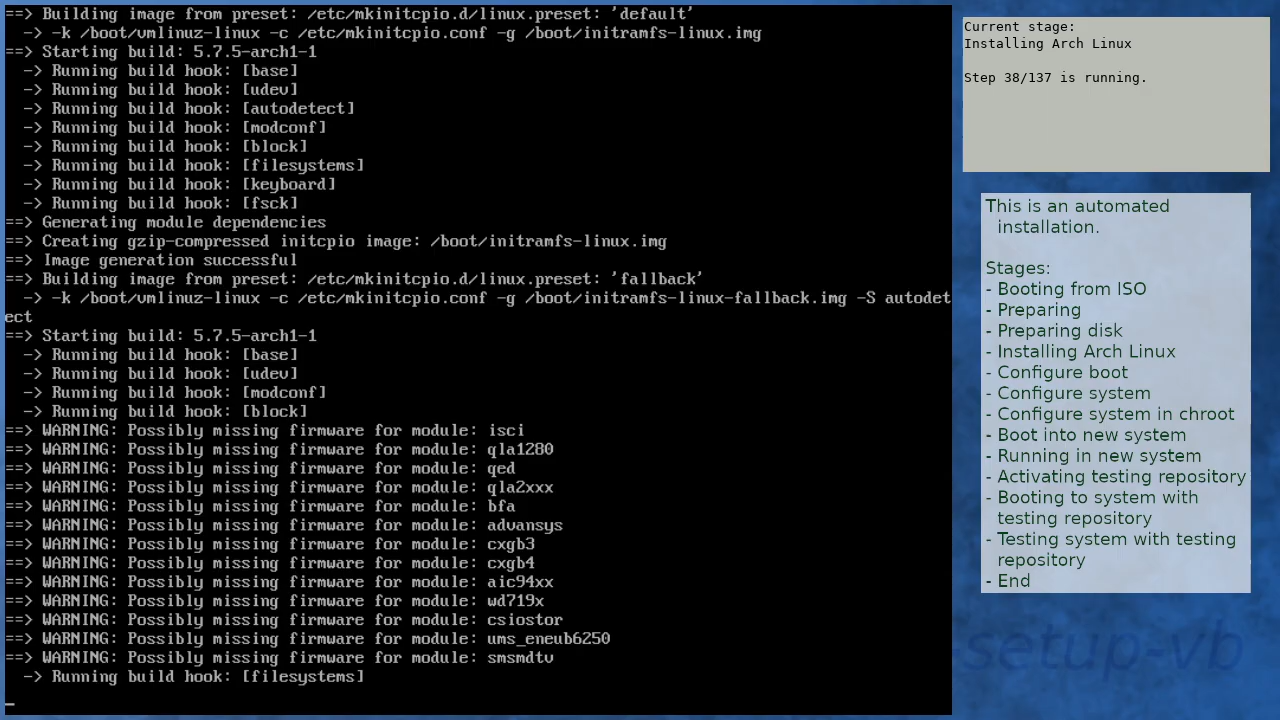 ==> Building image from preset: /etc/mkinitcpio.d/linux.preset: 'default'
  -> -k /boot/vmlinuz-linux -c /etc/mkinitcpio.conf -g /boot/initramfs-linux.img
==> Starting build: 5.7.5-arch1-1
  -> Running build hook: [base]
  -> Running build hook: [udev]
  -> Running build hook: [autodetect]
  -> Running build hook: [modconf]
  -> Running build hook: [block]
  -> Running build hook: [filesystems]
  -> Running build hook: [keyboard]
  -> Running build hook: [fsck]
==> Generating module dependencies
==> Creating gzip-compressed initcpio image: /boot/initramfs-linux.img
==> Image generation successful
==> Building image from preset: /etc/mkinitcpio.d/linux.preset: 'fallback'
  -> -k /boot/vmlinuz-linux -c /etc/mkinitcpio.conf -g /boot/initramfs-linux-fallback.img -S autodet
ect
==> Starting build: 5.7.5-arch1-1
  -> Running build hook: [base]
  -> Running build hook: [udev]
  -> Running build hook: [modconf]
  -> Running build hook: [block]
==> WARNING: Possibly missing firmware for module: isci
==> WARNING: Possibly missing firmware for module: qla1280
==> WARNING: Possibly missing firmware for module: qed
==> WARNING: Possibly missing firmware for module: qla2xxx
==> WARNING: Possibly missing firmware for module: bfa
==> WARNING: Possibly missing firmware for module: advansys
==> WARNING: Possibly missing firmware for module: cxgb3
==> WARNING: Possibly missing firmware for module: cxgb4
==> WARNING: Possibly missing firmware for module: aic94xx
==> WARNING: Possibly missing firmware for module: wd719x
==> WARNING: Possibly missing firmware for module: csiostor
==> WARNING: Possibly missing firmware for module: ums_eneub6250
==> WARNING: Possibly missing firmware for module: smsmdtv
  -> Running build hook: [filesystems]
Current stage:
Installing Arch Linux
Step 38/137 is running.
This is an automated
installation.
Stages:
- Booting from ISO
- Preparing
- Preparing disk
- Installing Arch Linux
- Configure boot
- Configure system
- Configure system in chroot
- Boot into new system
- Running in new system
- Activating testing repository
- Booting to system with
testing repository
- Testing system with testing
repository
- End
-setup-vb